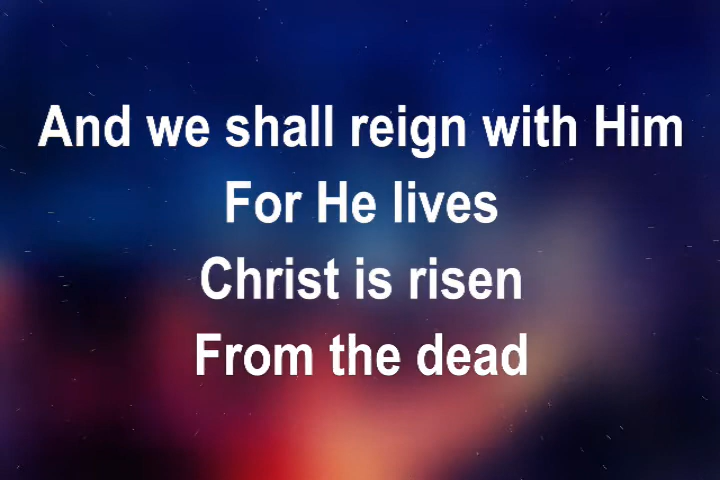 And we shall reign with Him
For He lives
Christ is risen
From the dead